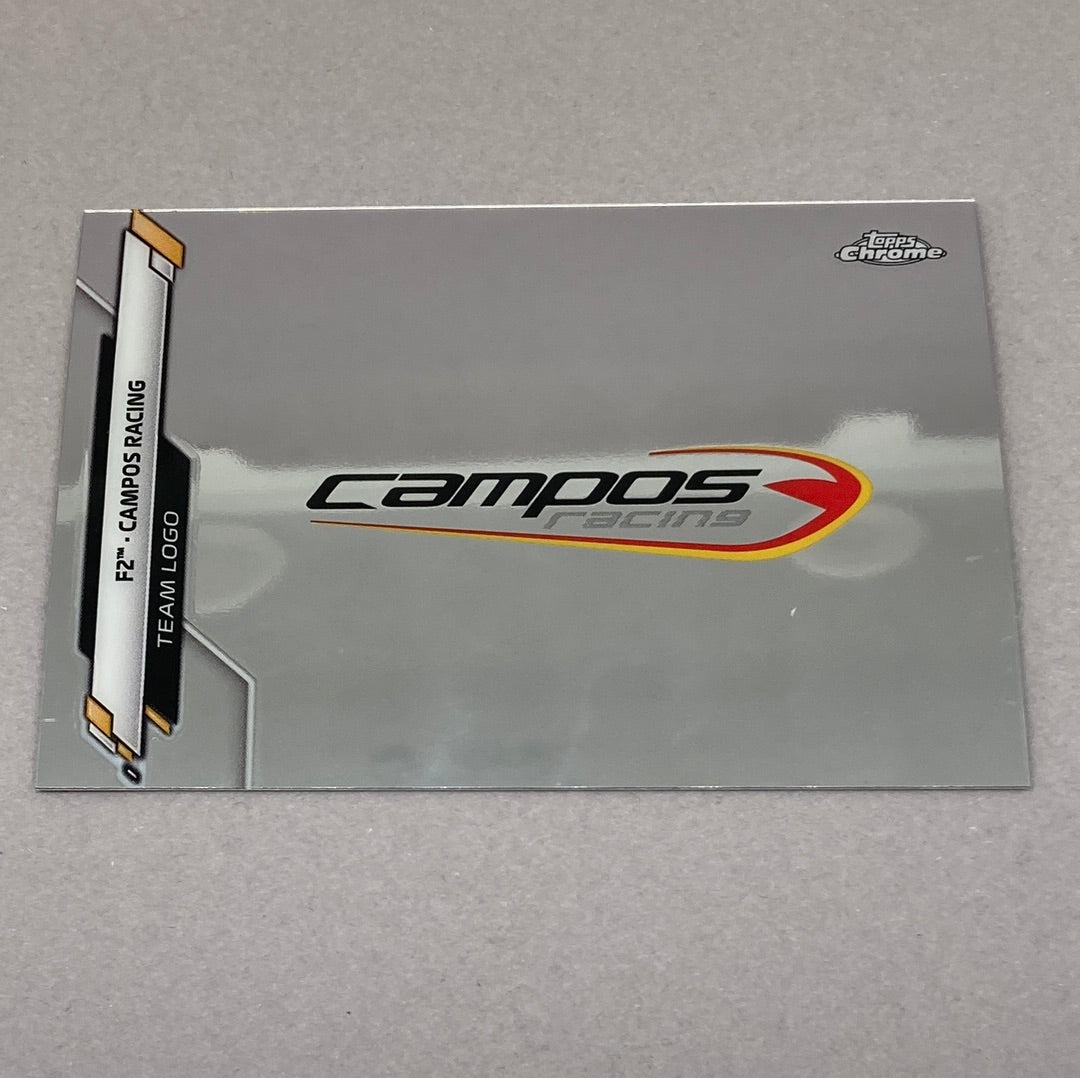 Topps
Chrome
F2™ · CAMPOS RACING
TEAM LOGO
campos
racing